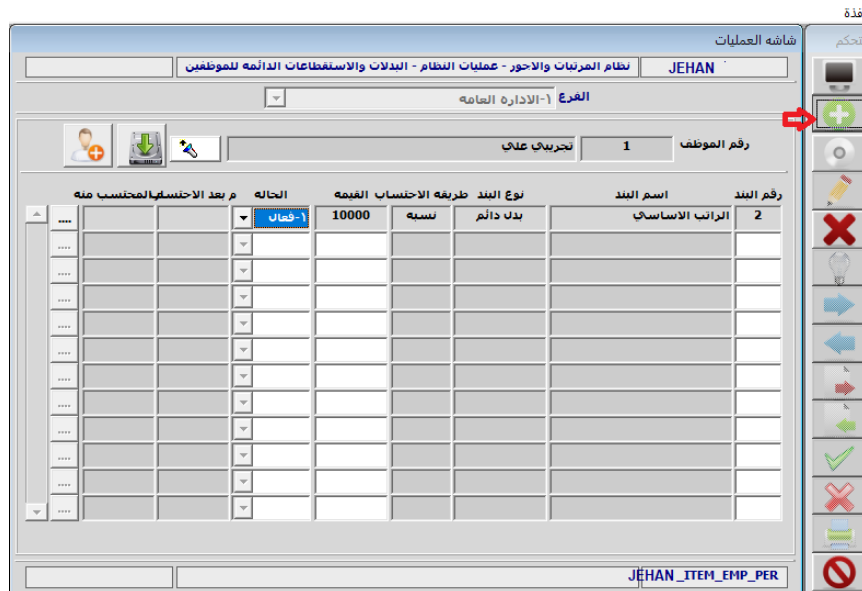 فذة
تحكم
شاشه العمليات
JEHAN نظام المرتبات والاجور - عمليات النظام - البدلات والاستقطاعات الدائمه للموظفين
الفرع ١-الاداره العامه
رقم الموظف 1 تجريبي علي
رقم البند اسم البند نوع البند طريقه الاحتساب القيمه الحاله م بعد الاحتساب المحتسب منه
2 الراتب الاساسي بدل دائم نسبه 10000 ١-فعال ....
....
....
....
....
....
....
....
....
....
....
....
JEHAN_ITEM_EMP_PER